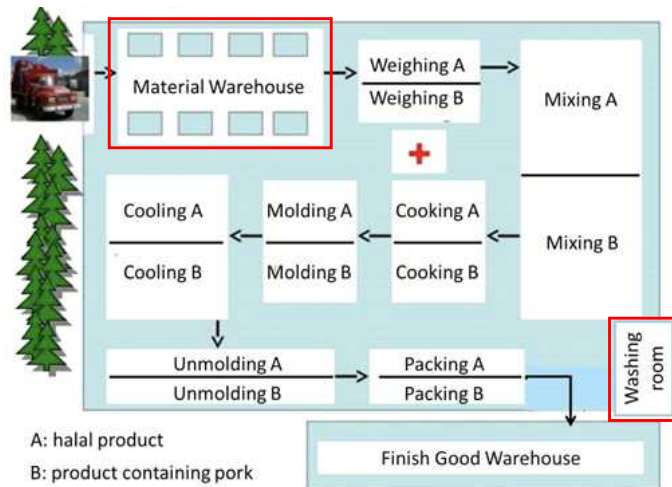 Material Warehouse
Weighing A
Weighing B
Mixing A
Mixing B
Cooking A
Cooking B
Molding A
Molding B
Cooling A
Cooling B
Unmolding A
Unmolding B
Packing A
Packing B
Washing
room
Finish Good Warehouse
A: halal product
B: product containing pork